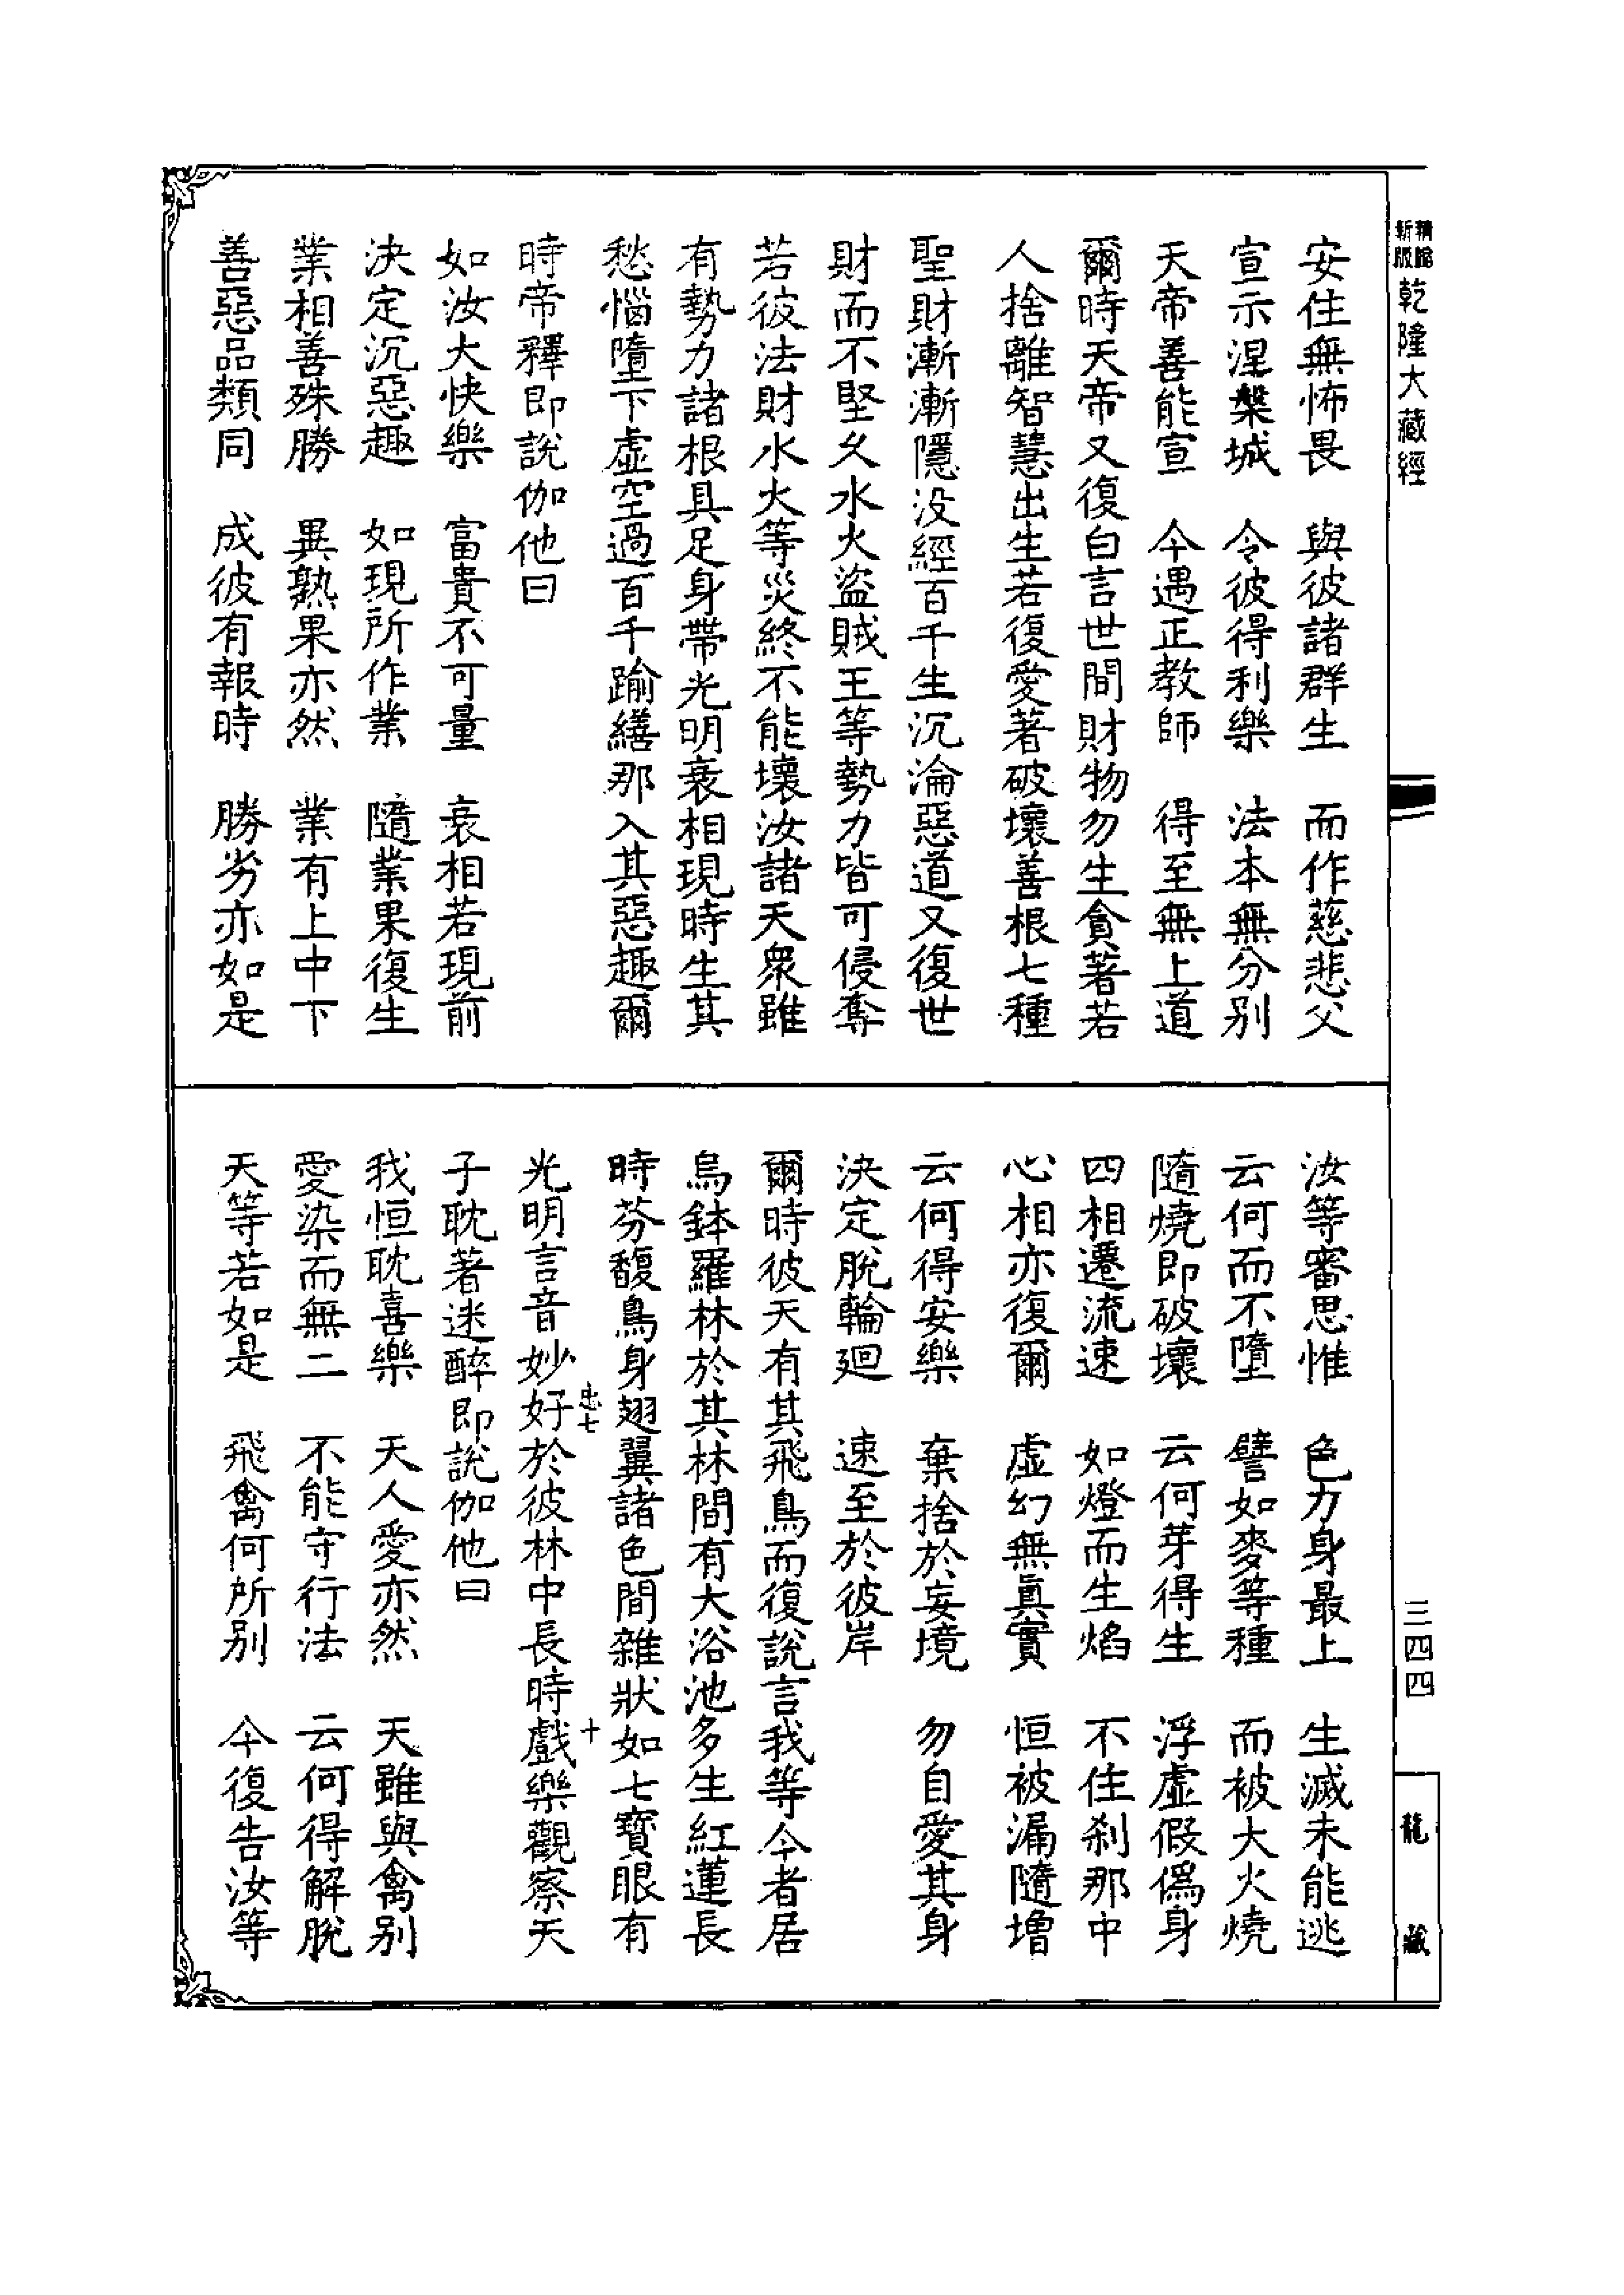 新版精縮乾隆大藏經
安住無怖畏　與彼諸群生　而作慈悲父
宣示涅槃城　令彼得利樂　法本無分別
天帝善能宣　今遇正教師　得至無上道
爾時天帝又復白言世間財物勿生貪著若
人捨離智慧出生若復愛著破壞善根七種
聖財漸漸隱没經百千生沉淪惡道又復世
財而不堅久水火盜賊王等勢力皆可侵奪
若彼法財水火等災終不能壞汝諸天衆雖
有勢力諸根具足身帶光明衰相現時生其
愁惱墮下虛空過百千踰繕那入其惡趣爾
時帝釋即說伽他曰
如汝大快樂　富貴不可量　衰相若現前
決定沉惡趣　如現所作業　隨業果復生
業相善殊勝　異熟果亦然　業有上中下
善惡品類同　成彼有報時　勝劣亦如是
汝等審思惟　色力身最上　生滅未能逃
云何而不墮　譬如麥等種　而被大火燒
隨燒即破壞　云何芽得生　浮虛假僞身
四相遷流速　如燈而生焰　不住刹那中
心相亦復爾　虛幻無眞實　恒被漏隨增
云何得安樂　棄捨於妄境　勿自愛其身
決定脫輪迴　速至於彼岸
爾時彼天有其飛鳥而復說言我等今者居
烏鉢羅林於其林間有大浴池多生紅蓮長
時芬馥鳥身翅翼諸色間雜狀如七寶眼有
忠七　十
光明言音妙好於彼林中長時戲樂觀察天
子耽著迷醉即說伽他曰
我恒耽喜樂　天人愛亦然　天雖與禽別
愛染而無二　不能守行法　云何得解脫
天等若如是　飛禽何所別　今復告汝等
三四四
龍藏